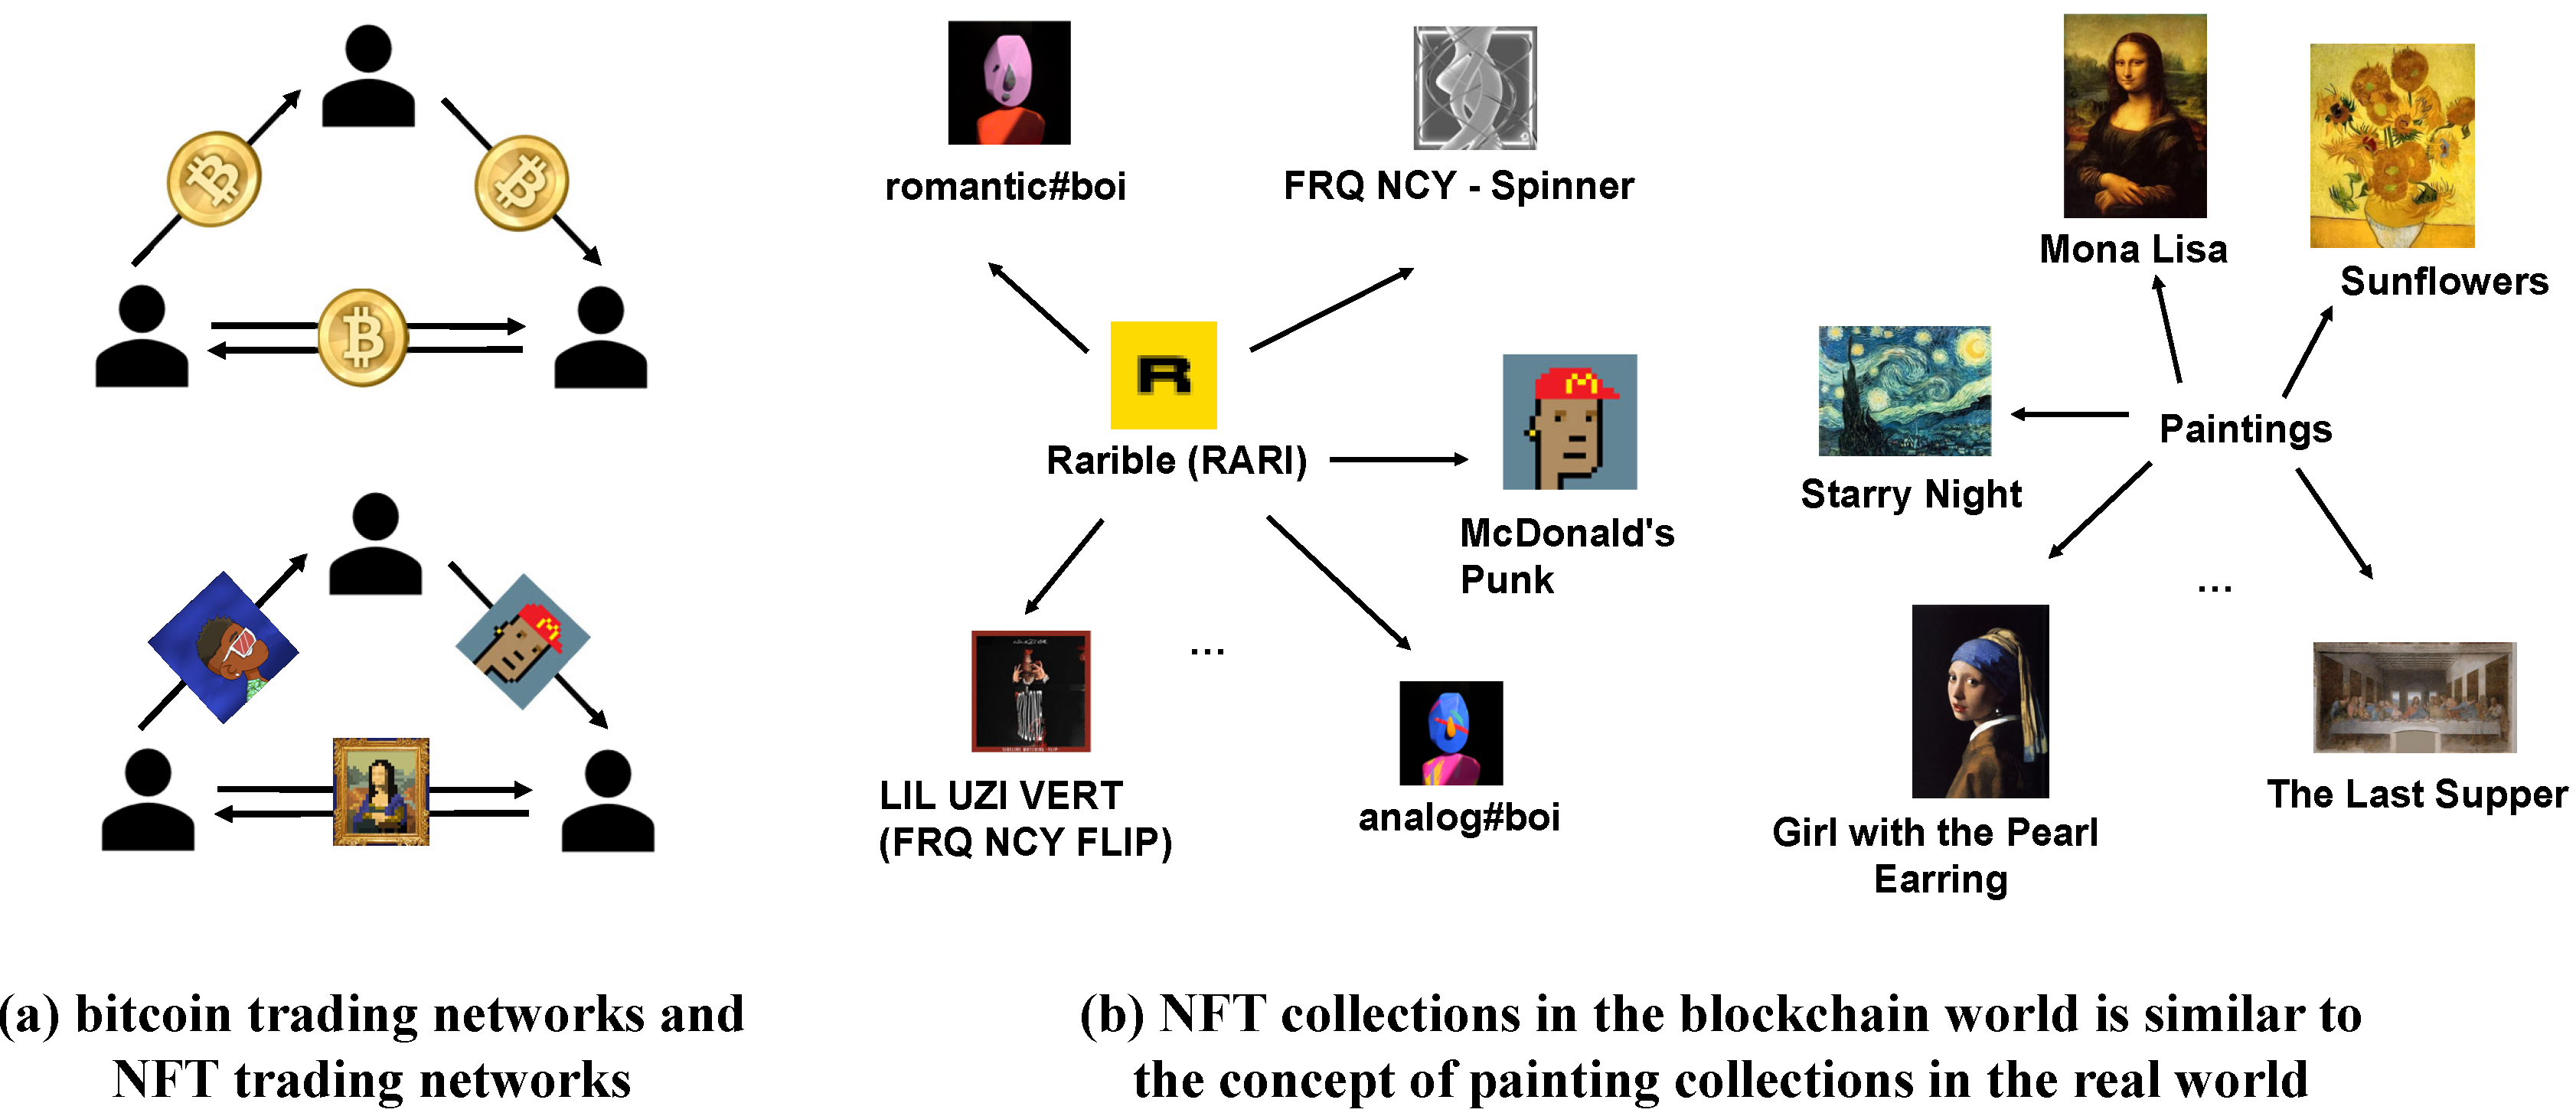 romantic#boi
FRQ NCY - Spinner
R
Rarible (RARI)
McDonald's
Punk
...
LIL UZI VERT
(FRQ NCY FLIP)
analog#boi
Mona Lisa
Sunflowers
Starry Night
Paintings
...
Girl with the Pearl
Earring
The Last Supper
(a) bitcoin trading networks and
NFT trading networks
(b) NFT collections in the blockchain world is similar to
the concept of painting collections in the real world